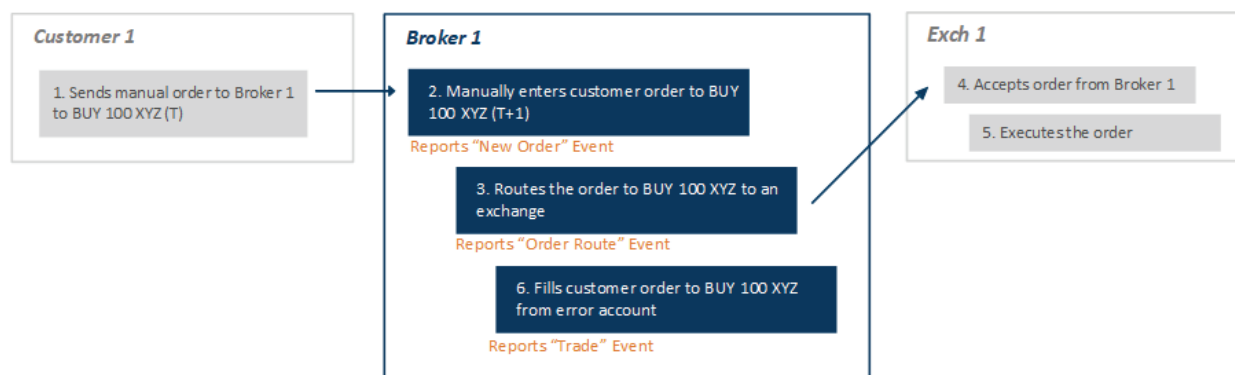 Customer 1
1. Sends manual order to Broker 1
to BUY 100 XYZ (T)
Broker 1
2. Manually enters customer order to BUY
100 XYZ (T+1)
Reports “New Order” Event
3. Routes the order to BUY 100 XYZ to an
exchange
Reports “Order Route” Event
6. Fills customer order to BUY 100 XYZ
from error account
Reports “Trade” Event
Exch 1
4. Accepts order from Broker 1
5. Executes the order